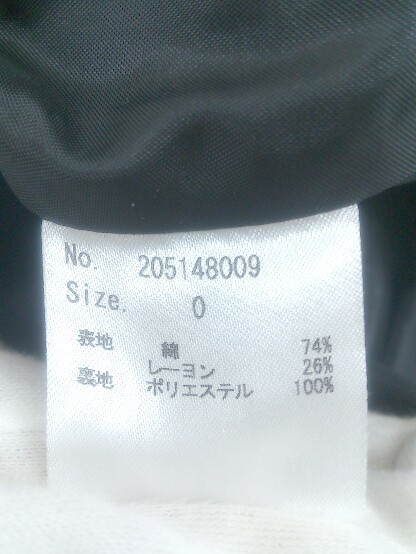 No. 205148009
Size. 0
表地 綿 74%
レーヨン 26%
裏地 ポリエステル 100%